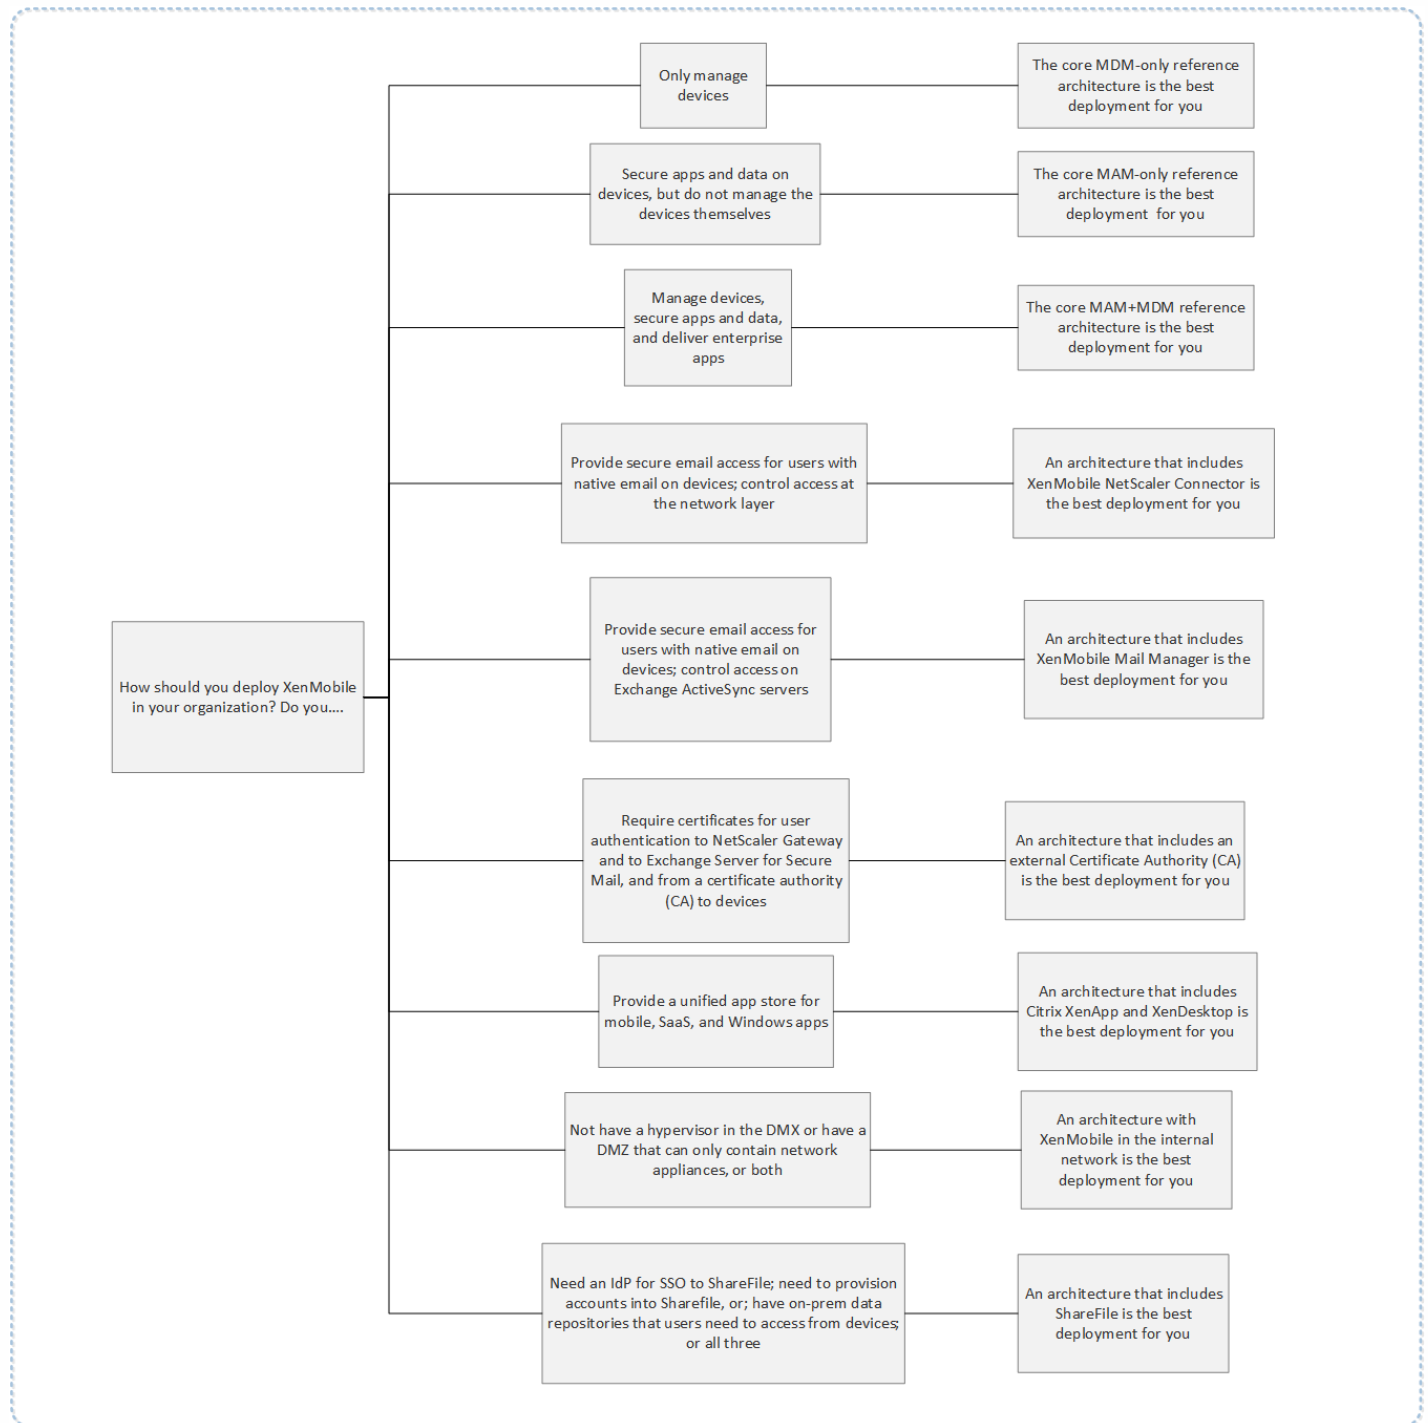 Only manage
devices
The core MDM-only reference
architecture is the best
deployment for you
Secure apps and data on
devices, but do not manage the
devices themselves
The core MAM-only reference
architecture is the best
deployment  for you
Manage devices,
secure apps and data,
and deliver enterprise
apps
The core MAM+MDM reference
architecture is the best
deployment for you
Provide secure email access for users with
native email on devices; control access at
the network layer
An architecture that includes
XenMobile NetScaler Connector is
the best deployment for you
How should you deploy XenMobile
in your organization? Do you....
Provide secure email access for
users with native email on
devices; control access on
Exchange ActiveSync servers
An architecture that includes
XenMobile Mail Manager is the
best deployment for you
Require certificates for user
authentication to NetScaler Gateway
and to Exchange Server for Secure
Mail, and from a certificate authority
(CA) to devices
An architecture that includes an
external Certificate Authority (CA)
is the best deployment for you
Provide a unified app store for
mobile, SaaS, and Windows apps
An architecture that includes
Citrix XenApp and XenDesktop is
the best deployment for you
Not have a hypervisor in the DMX or have a
DMZ that can only contain network
appliances, or both
An architecture with
XenMobile in the internal
network is the best
deployment for you
Need an IdP for SSO to ShareFile; need to provision
accounts into Sharefile, or; have on-prem data
repositories that users need to access from devices;
or all three
An architecture that includes
ShareFile is the best
deployment for you